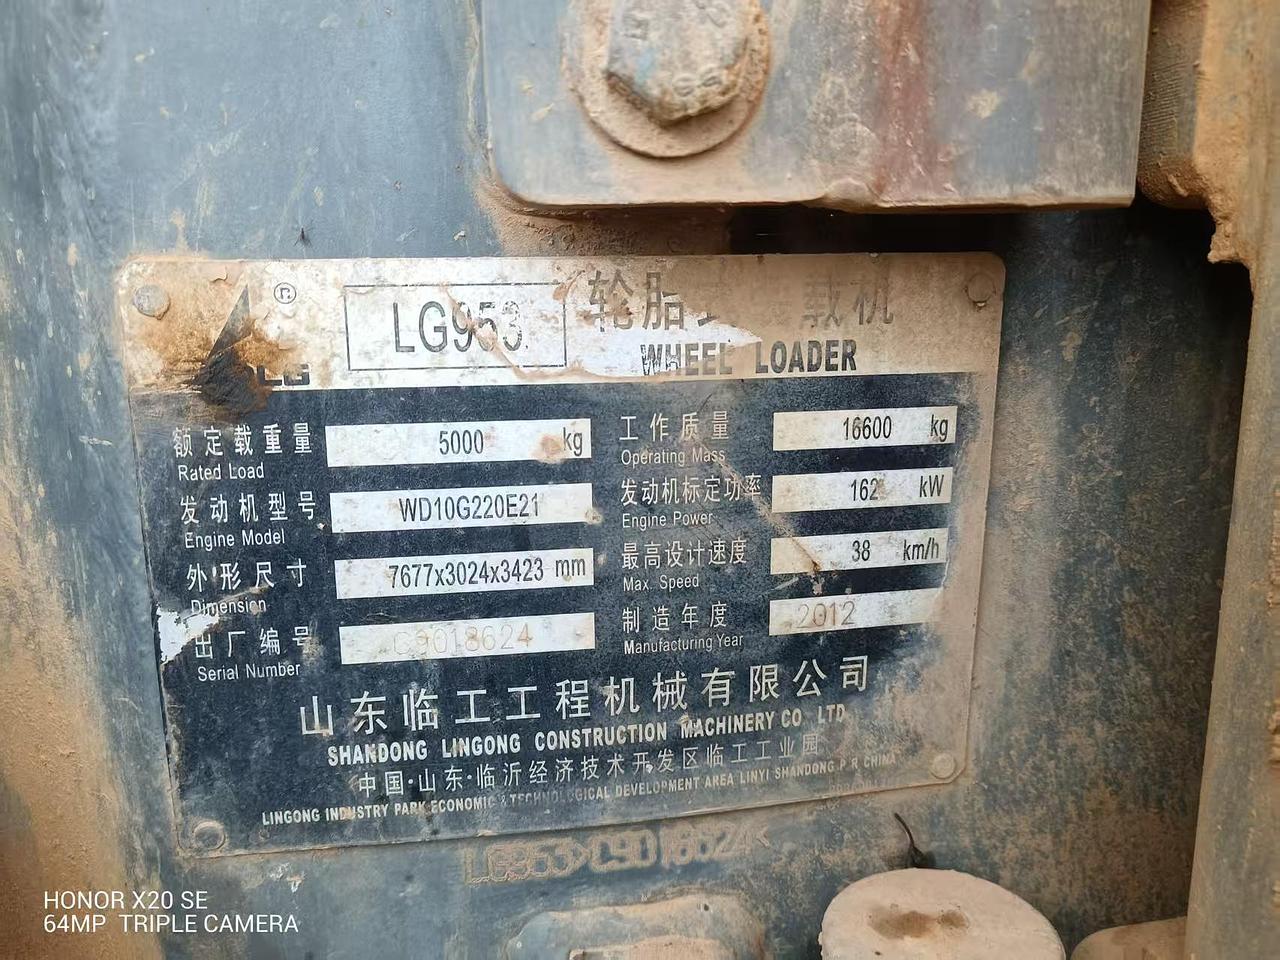 ®
LG953 轮胎式装载机
WHEEL LOADER
额定载重量 5000 kg 工作质量 16600 kg
Rated Load Operating Mass
发动机型号 WD10G220E21 发动机标定功率 162 kW
Engine Model Engine Power
外形尺寸 7677x3024x3423 mm 最高设计速度 38 km/h
Dimension Max. Speed
出厂编号 C9018624 制造年度 2012
Serial Number Manufacturing Year
山东临工工程机械有限公司
SHANDONG LINGONG CONSTRUCTION MACHINERY CO LTD
中国·山东·临沂经济技术开发区临工工业园
LINGONG INDUSTRY PARK ECONOMIC & TECHNOLOGICAL DEVELOPMENT AREA LINYI SHANDONG P R CHINA
HONOR X20 SE
64MP TRIPLE CAMERA